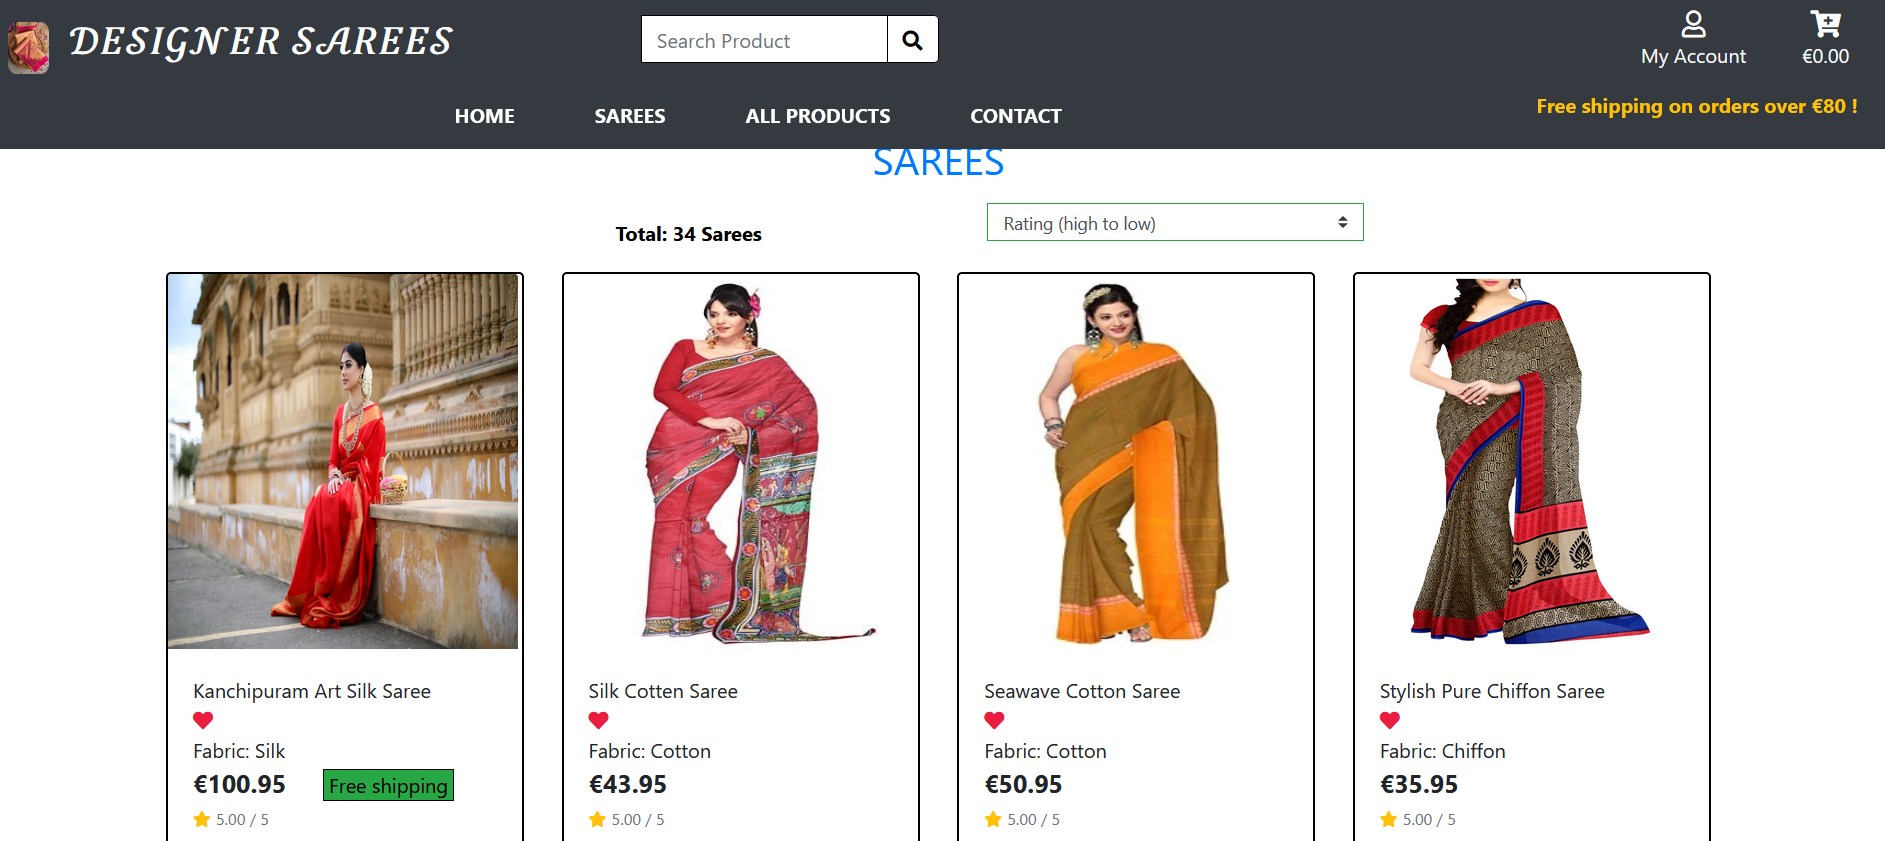 DESIGNER SAREES
Search Product
My Account
€0.00
HOME
SAREES
ALL PRODUCTS
CONTACT
Free shipping on orders over €80 !
SAREES
Total: 34 Sarees
Rating (high to low)
Kanchipuram Art Silk Saree
Fabric: Silk
€100.95
Free shipping
5.00 / 5
Silk Cotten Saree
Fabric: Cotton
€43.95
5.00 / 5
Seawave Cotton Saree
Fabric: Cotton
€50.95
5.00 / 5
Stylish Pure Chiffon Saree
Fabric: Chiffon
€35.95
5.00 / 5